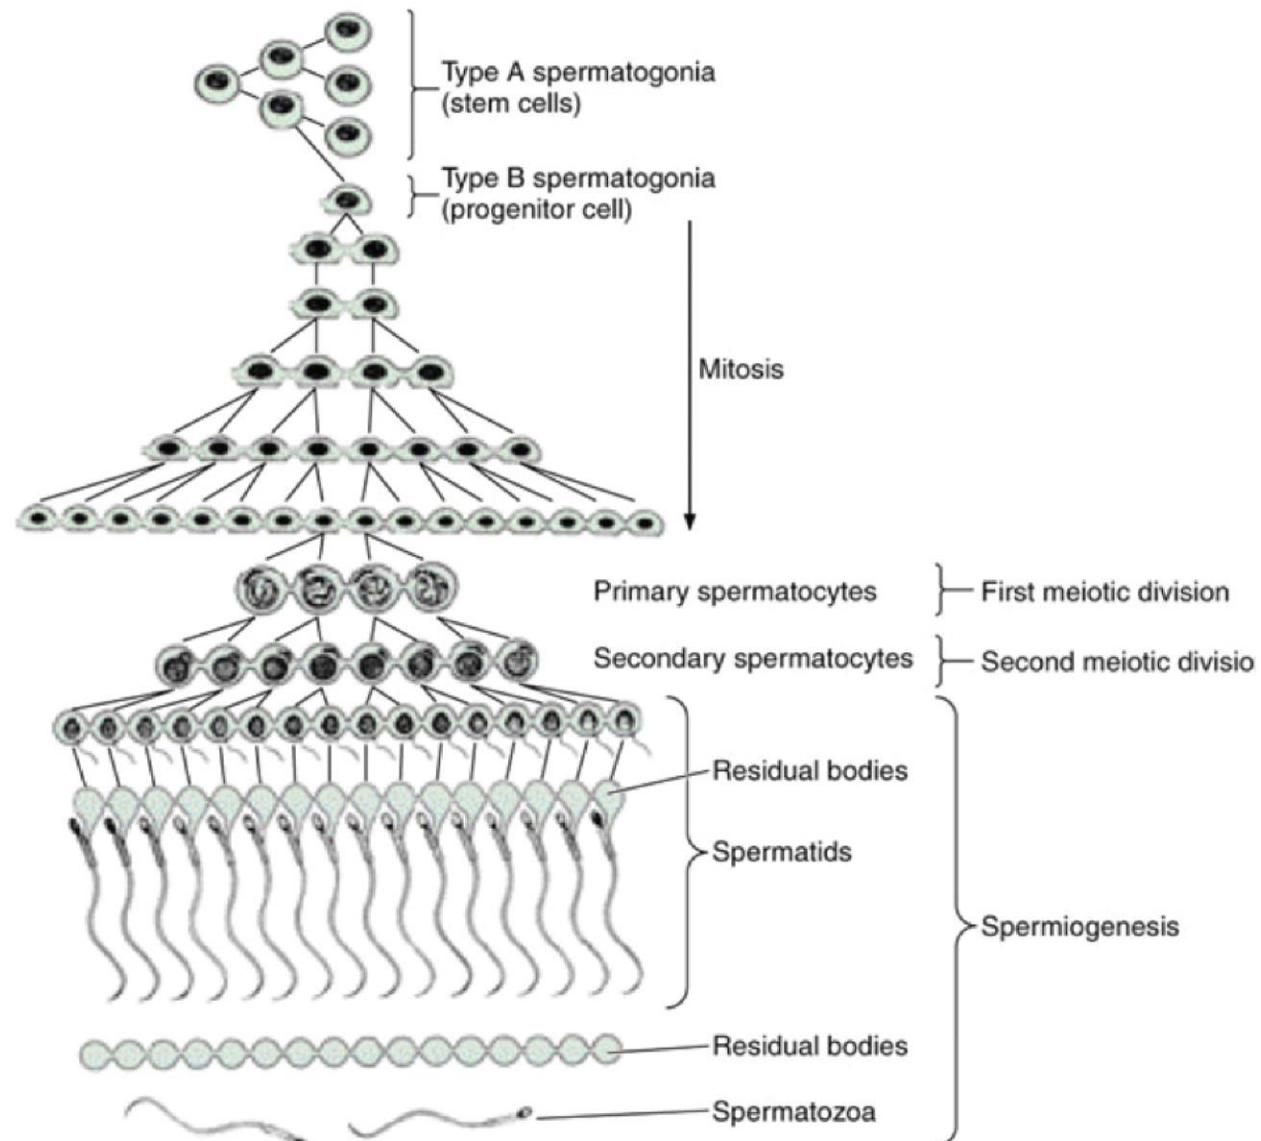 Type A spermatogonia
(stem cells)
Type B spermatogonia
(progenitor cell)
Mitosis
Primary spermatocytes
First meiotic division
Secondary spermatocytes
Second meiotic divisio
Residual bodies
Spermatids
Spermiogenesis
Residual bodies
Spermatozoa